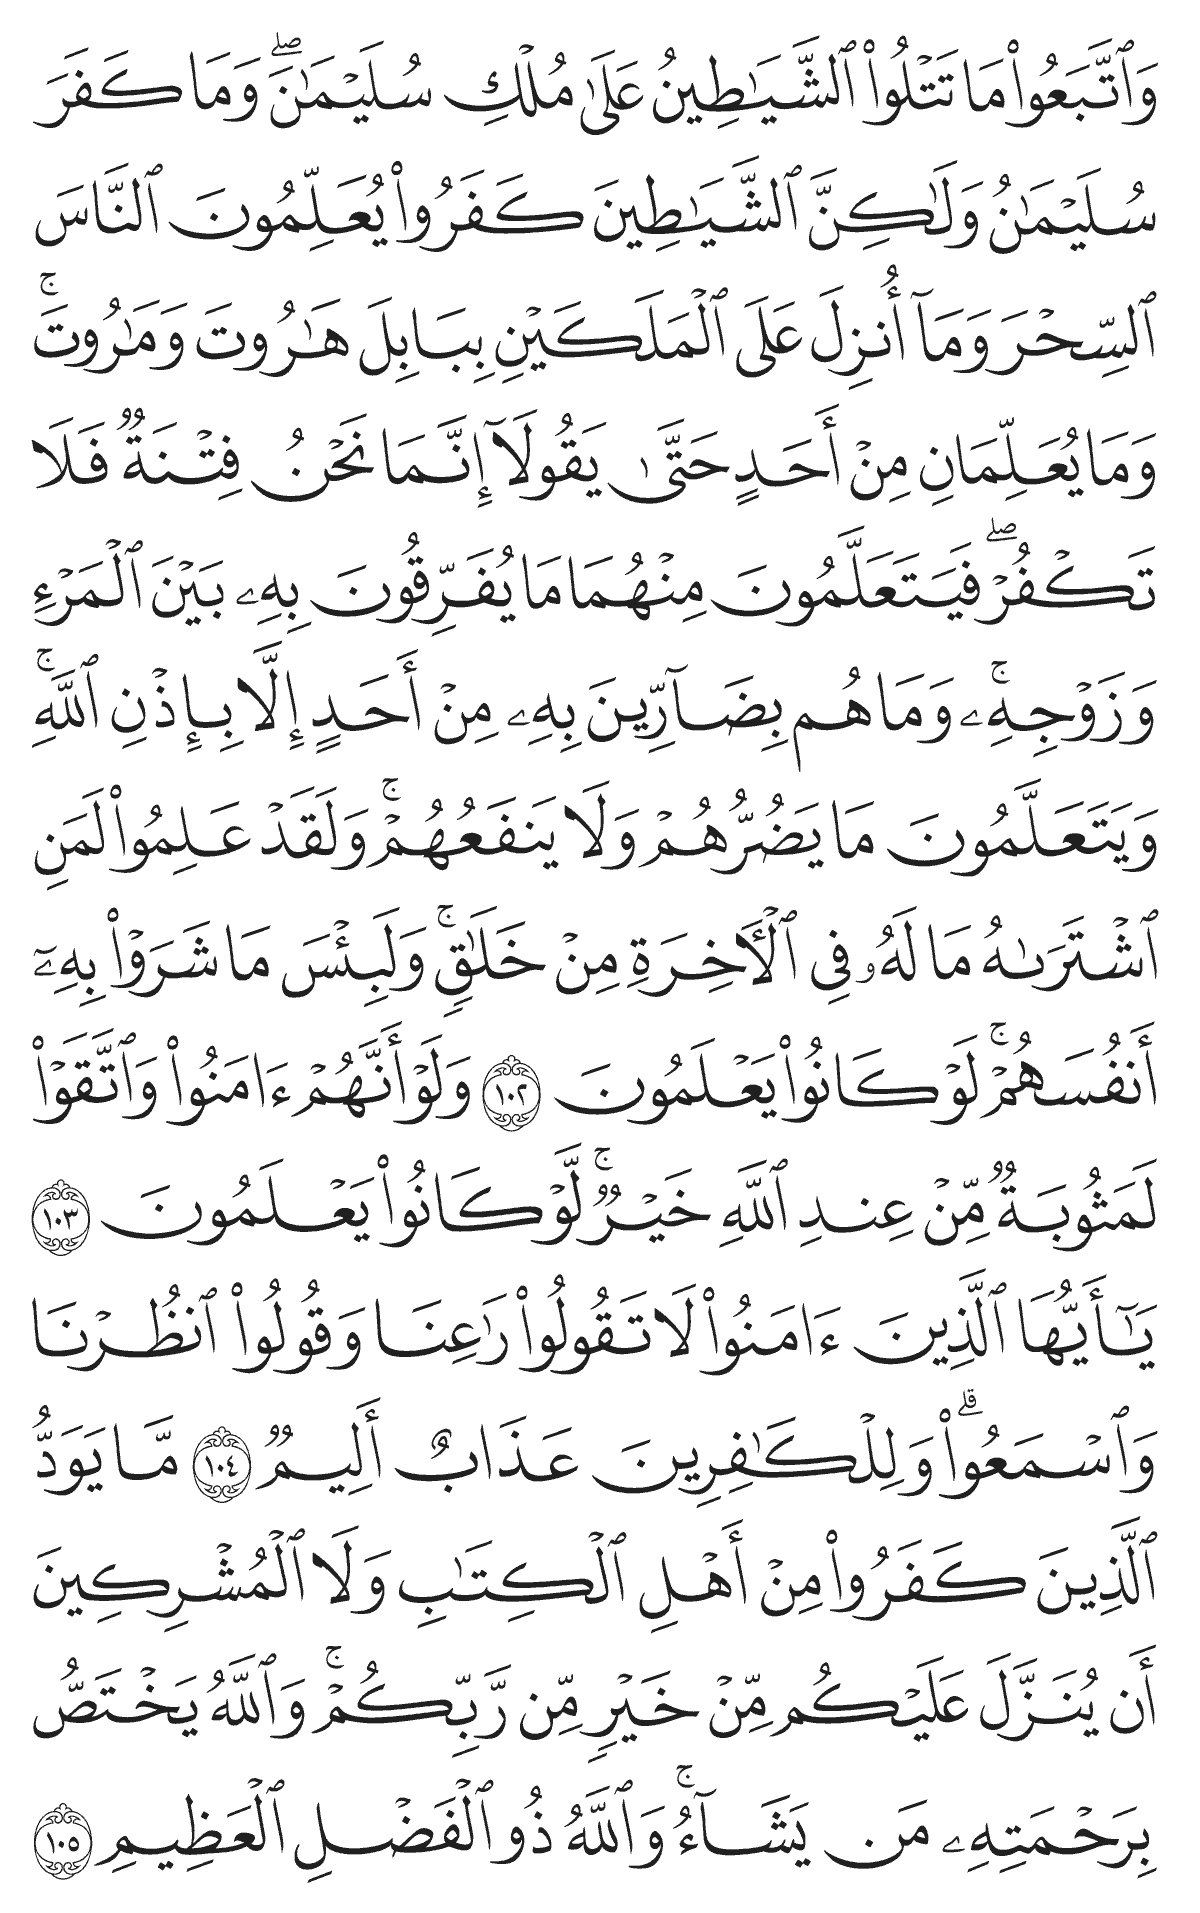 وَٱتَّبَعُوا۟ مَا تَتْلُوا۟ ٱلشَّيَـٰطِينُ عَلَىٰ مُلْكِ سُلَيْمَـٰنَ ۖ وَمَا كَفَرَ
سُلَيْمَـٰنُ وَلَـٰكِنَّ ٱلشَّيَـٰطِينَ كَفَرُوا۟ يُعَلِّمُونَ ٱلنَّاسَ
ٱلسِّحْرَ وَمَآ أُنزِلَ عَلَى ٱلْمَلَكَيْنِ بِبَابِلَ هَـٰرُوتَ وَمَـٰرُوتَ ۚ
وَمَا يُعَلِّمَانِ مِنْ أَحَدٍ حَتَّىٰ يَقُولَآ إِنَّمَا نَحْنُ فِتْنَةٌ فَلَا
تَكْفُرْ ۖ فَيَتَعَلَّمُونَ مِنْهُمَا مَا يُفَرِّقُونَ بِهِۦ بَيْنَ ٱلْمَرْءِ
وَزَوْجِهِۦ ۚ وَمَا هُم بِضَآرِّينَ بِهِۦ مِنْ أَحَدٍ إِلَّا بِإِذْنِ ٱللَّهِ ۚ
وَيَتَعَلَّمُونَ مَا يَضُرُّهُمْ وَلَا يَنفَعُهُمْ ۚ وَلَقَدْ عَلِمُوا۟ لَمَنِ
ٱشْتَرَىٰهُ مَا لَهُۥ فِى ٱلْـَٔاخِرَةِ مِنْ خَلَـٰقٍ ۚ وَلَبِئْسَ مَا شَرَوْا۟ بِهِۦٓ
أَنفُسَهُمْ ۚ لَوْ كَانُوا۟ يَعْلَمُونَ ١٠٢ وَلَوْ أَنَّهُمْ ءَامَنُوا۟ وَٱتَّقَوْا۟
لَمَثُوبَةٌ مِّنْ عِندِ ٱللَّهِ خَيْرٌ ۚ لَّوْ كَانُوا۟ يَعْلَمُونَ ١٠٣
يَـٰٓأَيُّهَا ٱلَّذِينَ ءَامَنُوا۟ لَا تَقُولُوا۟ رَٰعِنَا وَقُولُوا۟ ٱنظُرْنَا
وَٱسْمَعُوا۟ ۗ وَلِلْكَـٰفِرِينَ عَذَابٌ أَلِيمٌ ١٠٤ مَّا يَوَدُّ
ٱلَّذِينَ كَفَرُوا۟ مِنْ أَهْلِ ٱلْكِتَـٰبِ وَلَا ٱلْمُشْرِكِينَ
أَن يُنَزَّلَ عَلَيْكُم مِّنْ خَيْرٍ مِّن رَّبِّكُمْ ۚ وَٱللَّهُ يَخْتَصُّ
بِرَحْمَتِهِۦ مَن يَشَآءُ ۚ وَٱللَّهُ ذُو ٱلْفَضْلِ ٱلْعَظِيمِ ١٠٥